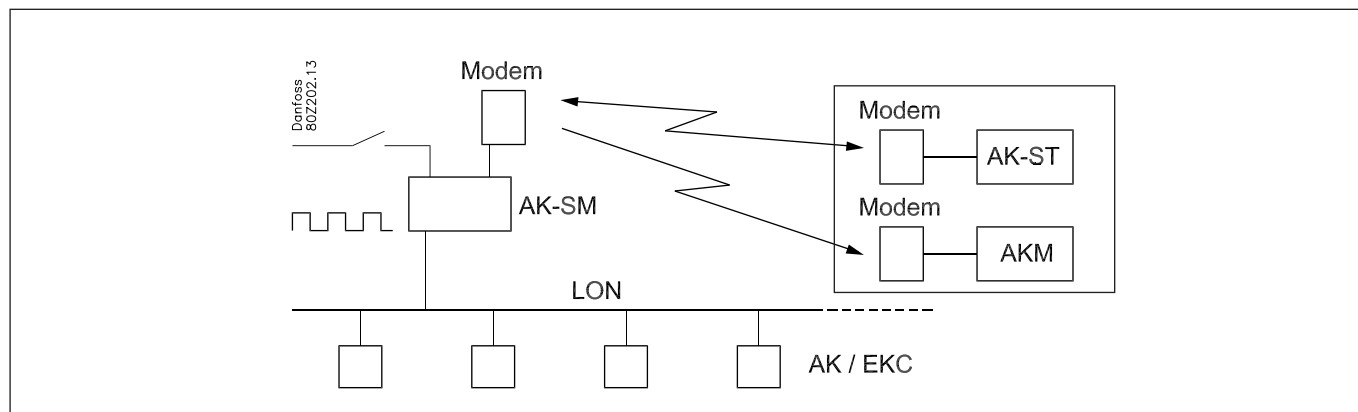 Danfoss
80Z202.13
Modem
Modem
AK-ST
AK-SM
Modem
AKM
LON
AK / EKC